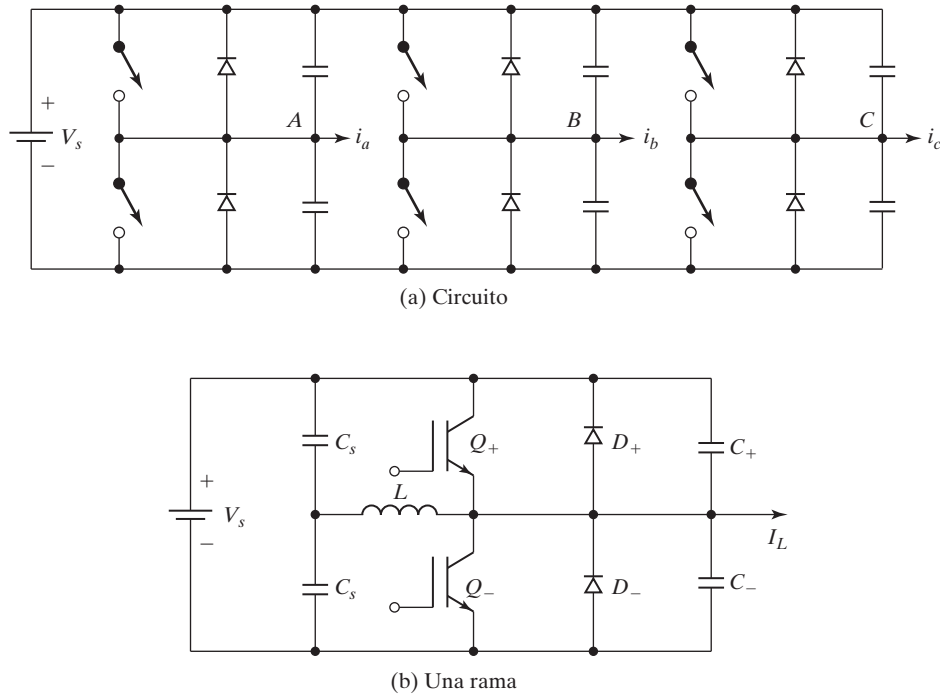 +
V_s
−
A
i_a
B
i_b
C
i_c
(a) Circuito
C_s
Q_+
D_+
C_+
L
+
V_s
−
I_L
C_s
Q_−
D_−
C_−
(b) Una rama